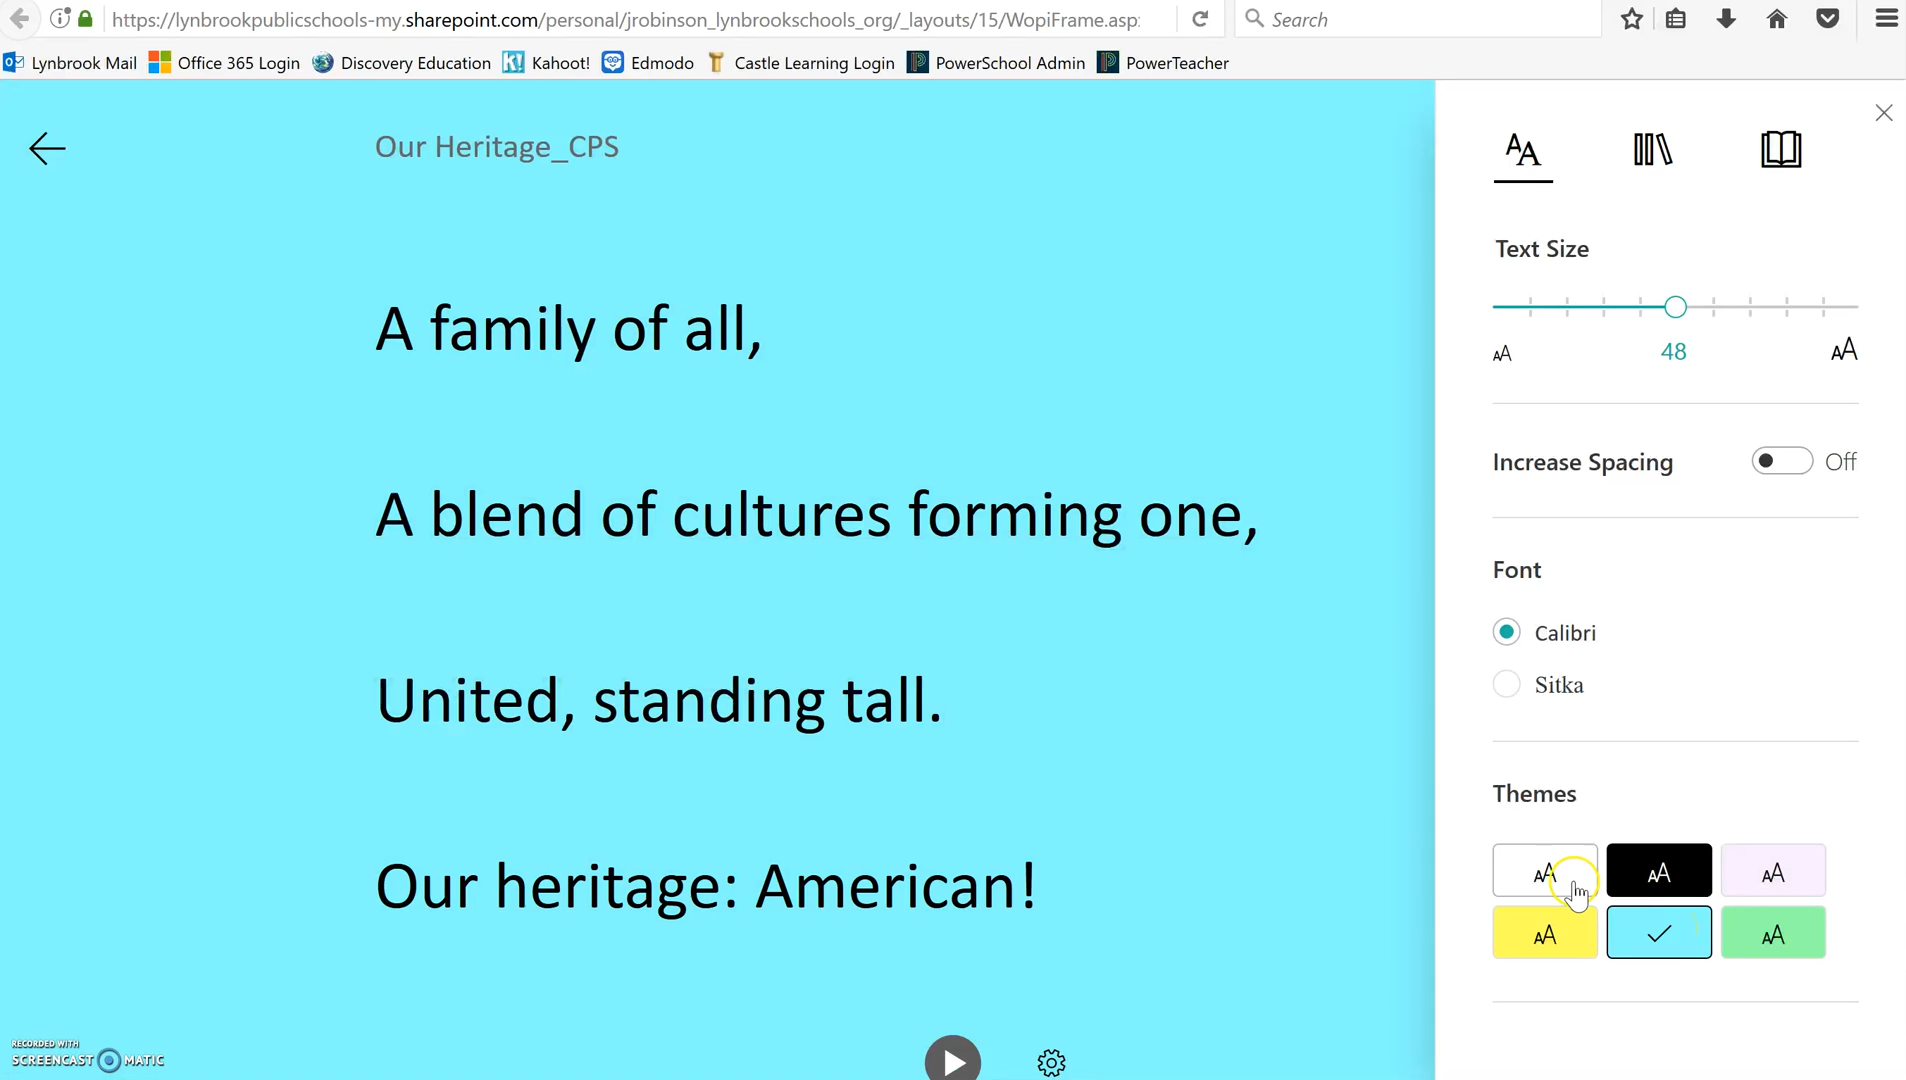 https://lynbrookpublicschools-my.sharepoint.com/personal/jrobinson_lynbrookschools_org/_layouts/15/WopiFrame.asp:
Search
Lynbrook Mail
Office 365 Login
Discovery Education
Kahoot!
Edmodo
Castle Learning Login
PowerSchool Admin
PowerTeacher
Our Heritage_CPS
A family of all,
A blend of cultures forming one,
United, standing tall.
Our heritage: American!
AA
Text Size
AA
48
AA
Increase Spacing
Off
Font
Calibri
Sitka
Themes
AA
AA
AA
AA
AA
RECORDED WITH
SCREENCAST MATIC